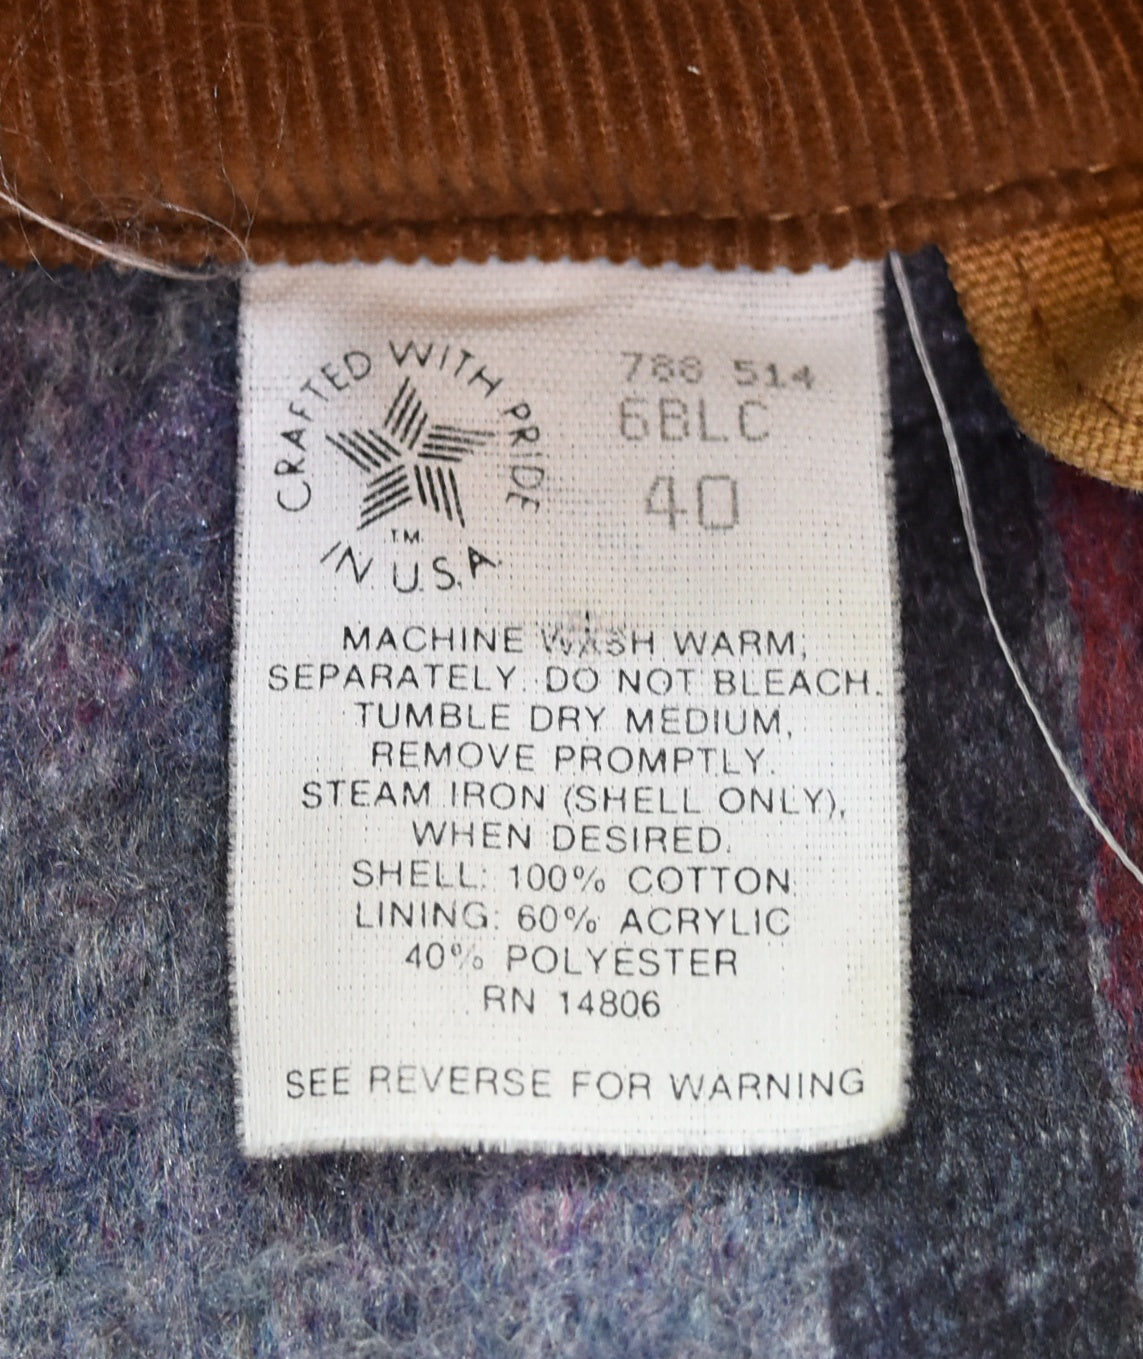 CRAFTED WITH PRIDE
T.M.
IN U.S.A
788 514
6BLC
40
MACHINE WASH WARM,
SEPARATELY. DO NOT BLEACH.
TUMBLE DRY MEDIUM,
REMOVE PROMPTLY.
STEAM IRON (SHELL ONLY),
WHEN DESIRED.
SHELL: 100% COTTON
LINING: 60% ACRYLIC
40% POLYESTER
RN 14806
SEE REVERSE FOR WARNING